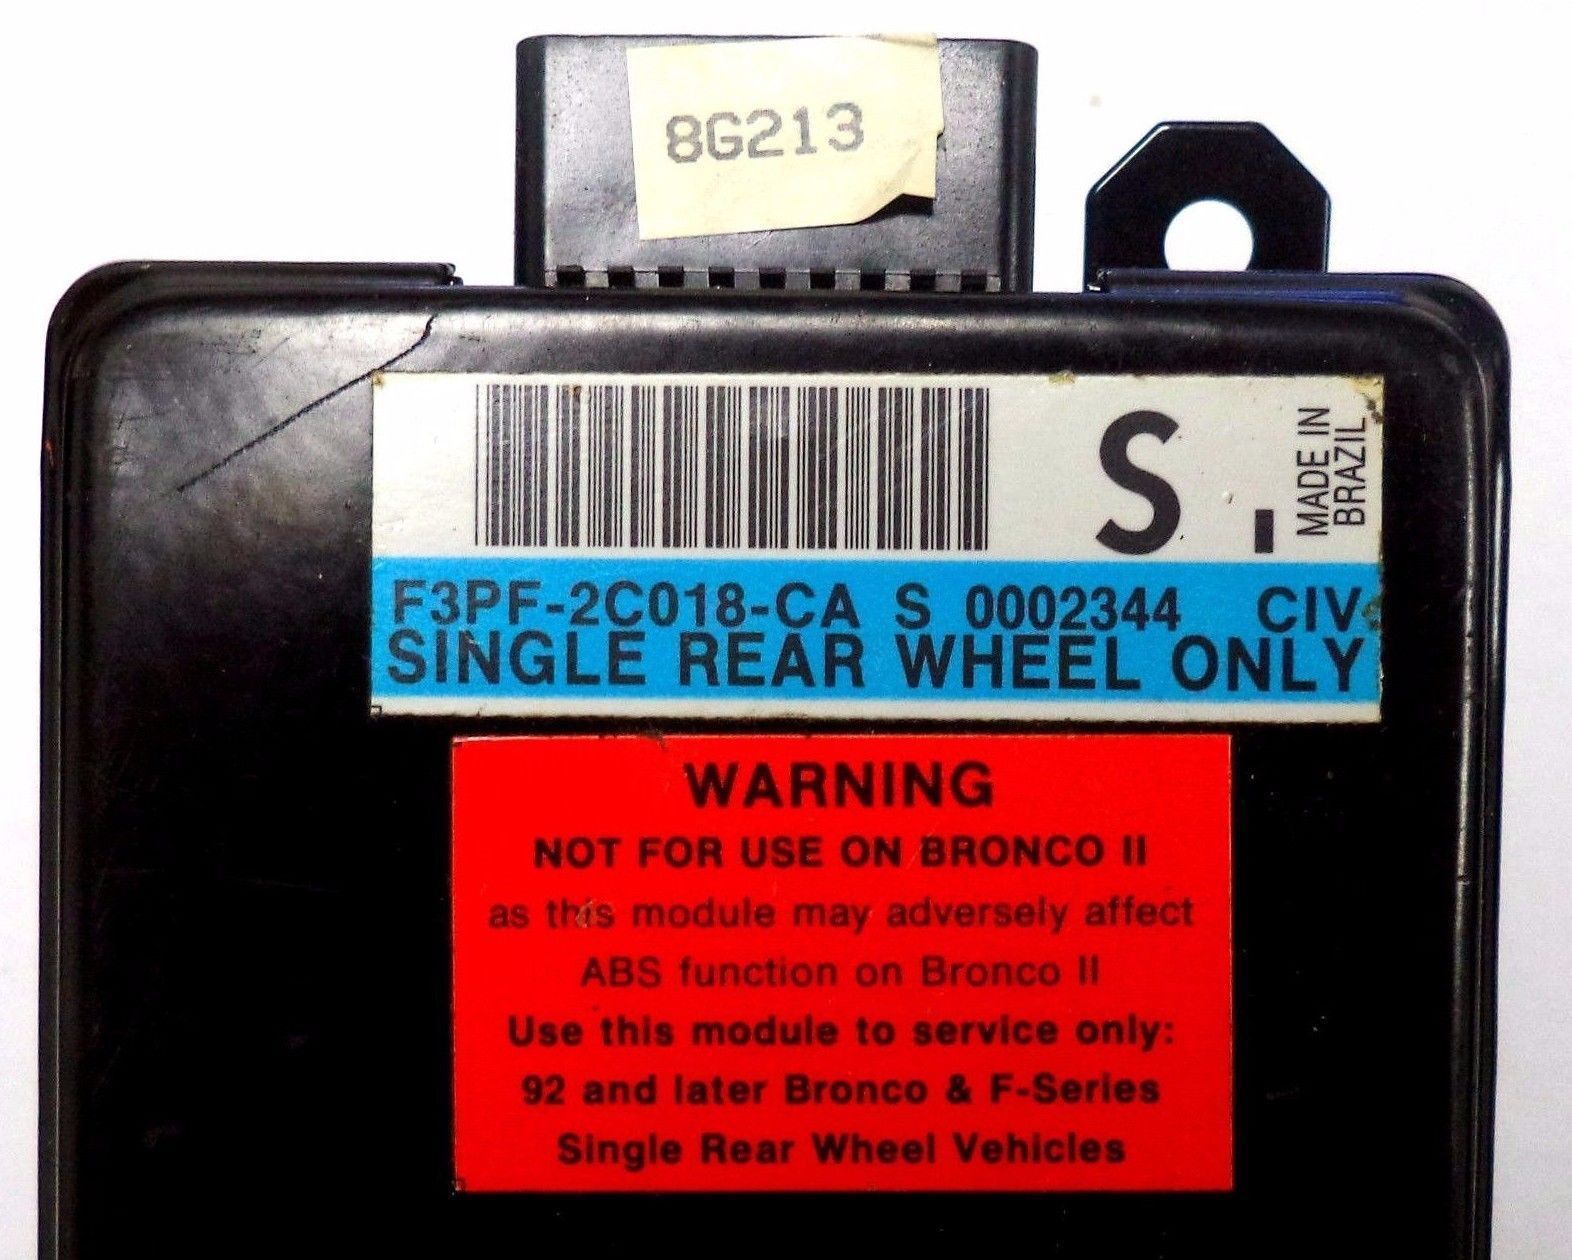 8G213
S.
MADE IN
BRAZIL
F3PF-2C018-CA S 0002344 CIV
SINGLE REAR WHEEL ONLY
WARNING
NOT FOR USE ON BRONCO II
as this module may adversely affect
ABS function on Bronco II
Use this module to service only:
92 and later Bronco & F-Series
Single Rear Wheel Vehicles